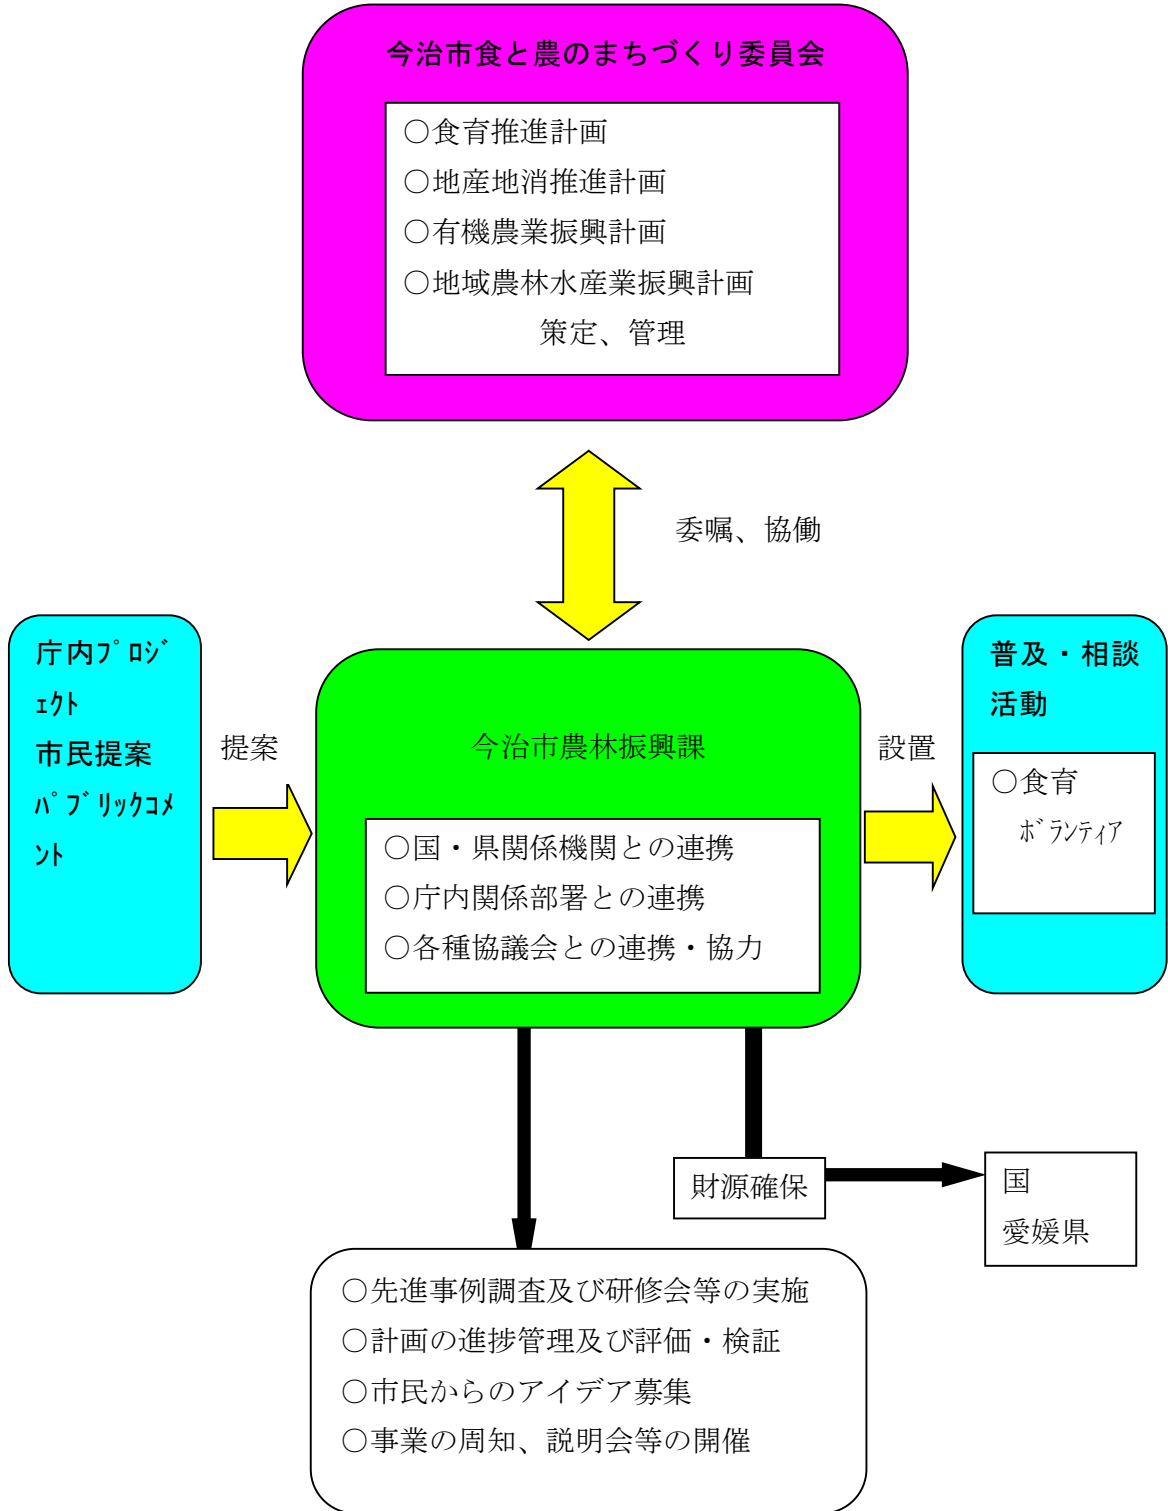 今治市食と農のまちづくり委員会
○食育推進計画
○地産地消推進計画
○有機農業振興計画
○地域農林水産業振興計画
策定、管理
委嘱、協働
庁内ﾌﾟﾛｼﾞ
ｪｸﾄ
市民提案
ﾊﾟﾌﾞﾘｯｸｺﾒ
ﾝﾄ
提案
今治市農林振興課
○国・県関係機関との連携
○庁内関係部署との連携
○各種協議会との連携・協力
設置
普及・相談
活動
○食育
ﾎﾞﾗﾝﾃｨｱ
財源確保
国
愛媛県
○先進事例調査及び研修会等の実施
○計画の進捗管理及び評価・検証
○市民からのアイデア募集
○事業の周知、説明会等の開催